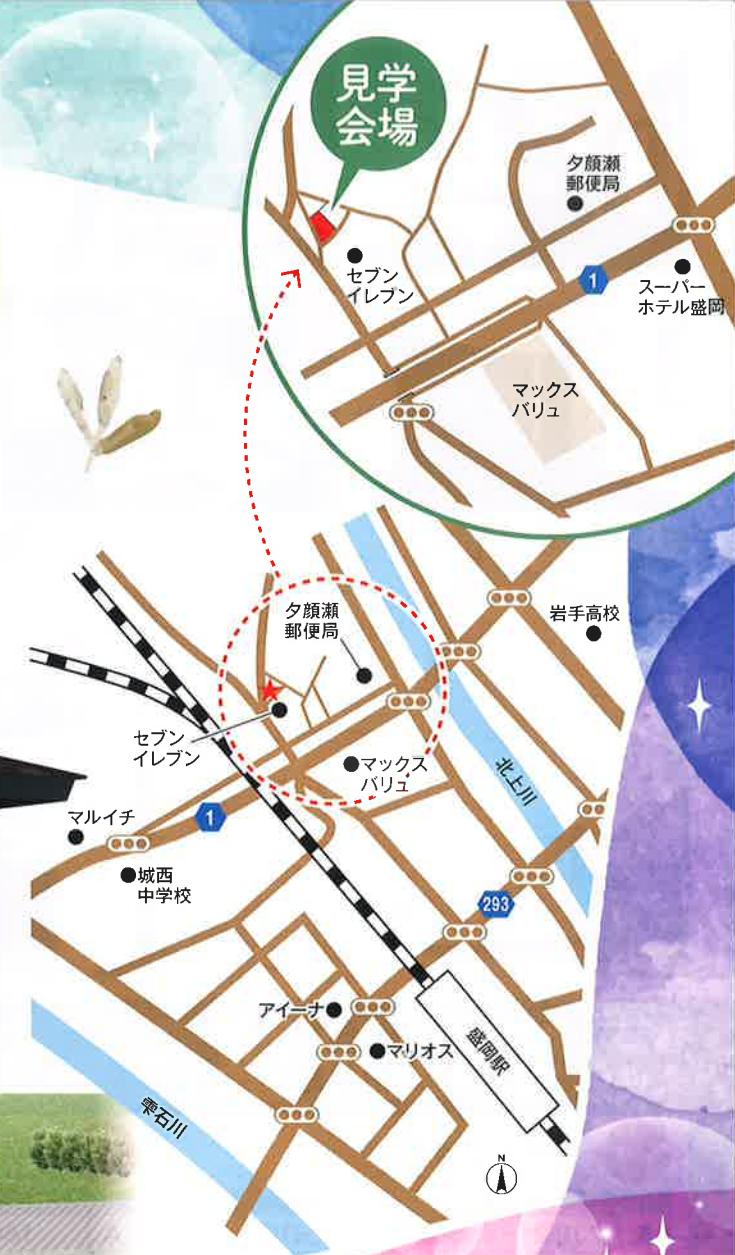 見学
会場
夕顔瀬
郵便局
セブン
イレブン
1
スーパー
ホテル盛岡
マックス
バリュ
夕顔瀬
郵便局
岩手高校
セブン
イレブン
マックス
バリュ
北上川
マルイチ
1
城西
中学校
293
アイーナ
マリオス
盛岡駅
雫石川
N